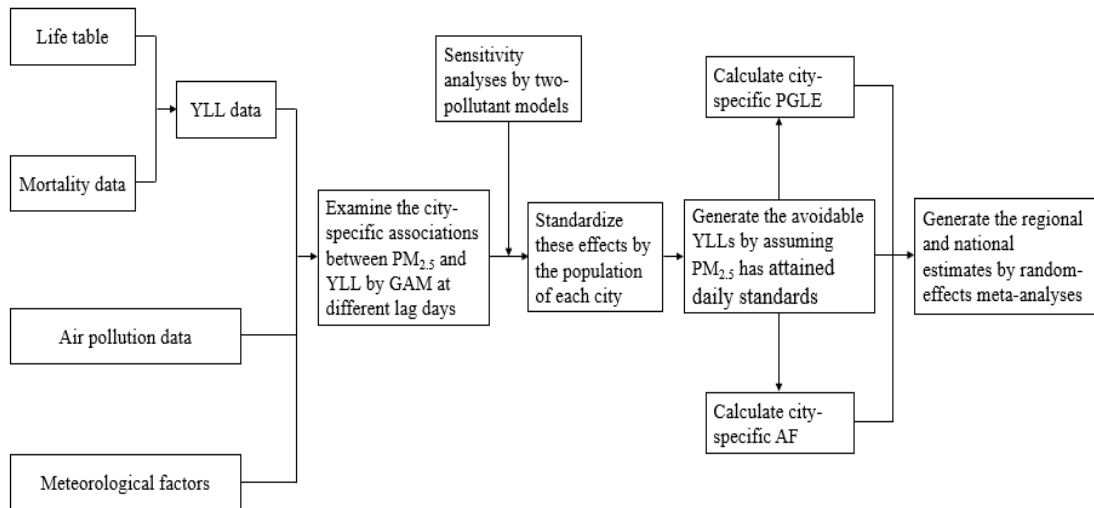 Life table
Mortality data
YLL data
Air pollution data
Meteorological factors
Examine the city-
specific associations
between PM2.5 and
YLL by GAM at
different lag days
Sensitivity
analyses by two-
pollutant models
Standardize
these effects by
the population
of each city
Calculate city-
specific PGLE
Generate the avoidable
YLLs by assuming
PM2.5 has attained
daily standards
Calculate city-
specific AF
Generate the regional
and national
estimates by random-
effects meta-analyses